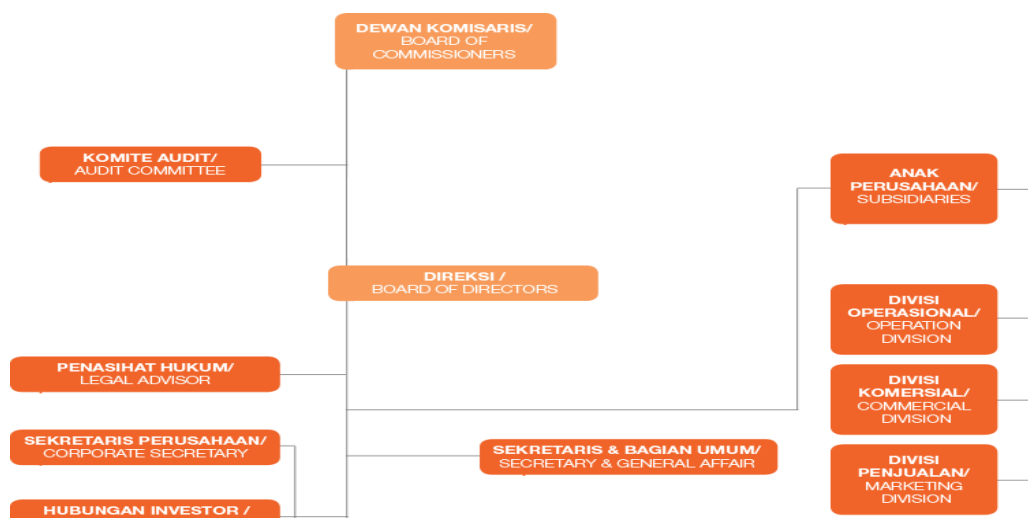 DEWAN KOMISARIS/
BOARD OF
COMMISSIONERS
KOMITE AUDIT/
AUDIT COMMITTEE
ANAK
PERUSAHAAN/
SUBSIDIARIES
DIREKSI /
BOARD OF DIRECTORS
DIVISI
OPERASIONAL/
OPERATION
DIVISION
PENASIHAT HUKUM/
LEGAL ADVISOR
DIVISI
KOMERSIAL/
COMMERCIAL
DIVISION
SEKRETARIS PERUSAHAAN/
CORPORATE SECRETARY
SEKRETARIS & BAGIAN UMUM/
SECRETARY & GENERAL AFFAIR
DIVISI
PENJUALAN/
MARKETING
DIVISION
HUBUNGAN INVESTOR /